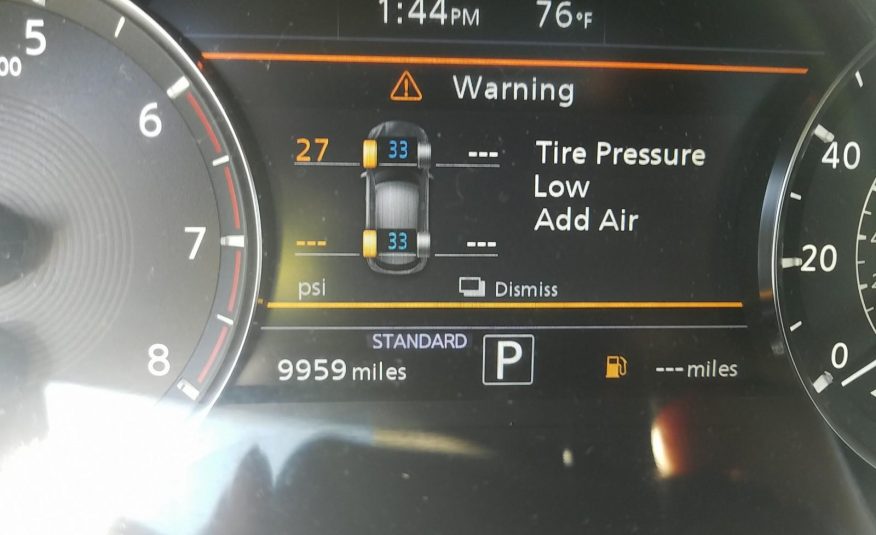 1:44PM 76°F
5
00
6
7
8
Warning
27 33 ---
Tire Pressure
Low
Add Air
--- 33 ---
psi Dismiss
STANDARD
P
9959 miles --- miles
40
20
0